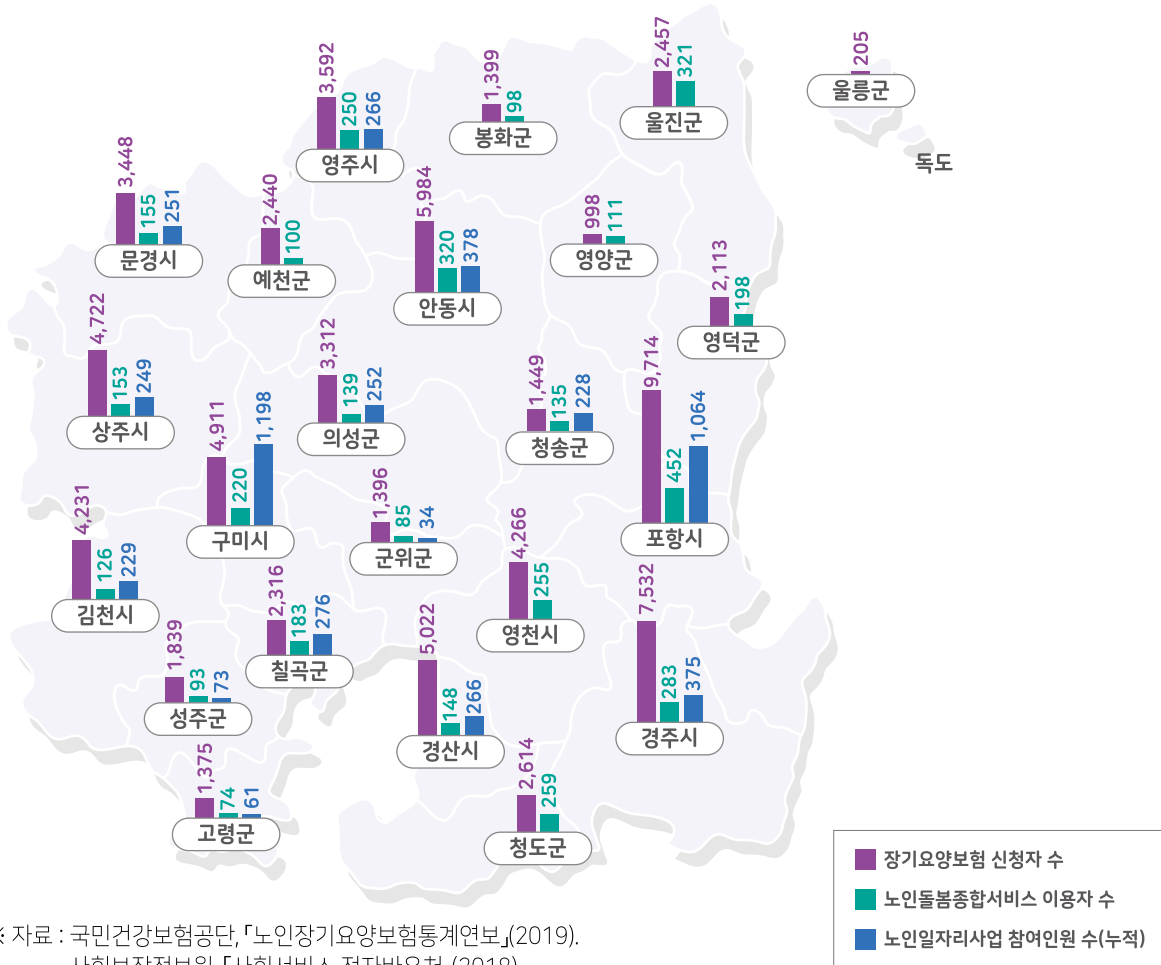 205
울릉군
독도
2,457
321
울진군
1,399
98
봉화군
3,592
250
266
영주시
3,448
155
251
문경시
2,440
100
예천군
5,984
320
378
안동시
998
111
영양군
2,113
198
영덕군
4,722
153
249
상주시
3,312
139
252
의성군
1,449
135
228
청송군
9,714
452
1,064
포항시
4,911
220
1,198
구미시
1,396
85
34
군위군
4,231
126
229
김천시
4,266
255
영천시
2,316
183
276
칠곡군
7,532
283
375
경주시
1,839
93
73
성주군
5,022
148
266
경산시
1,375
74
61
고령군
2,614
259
청도군
장기요양보험 신청자 수
노인돌봄종합서비스 이용자 수
노인일자리사업 참여인원 수(누적)
※ 자료 : 국민건강보험공단, 「노인장기요양보험통계연보」(2019).